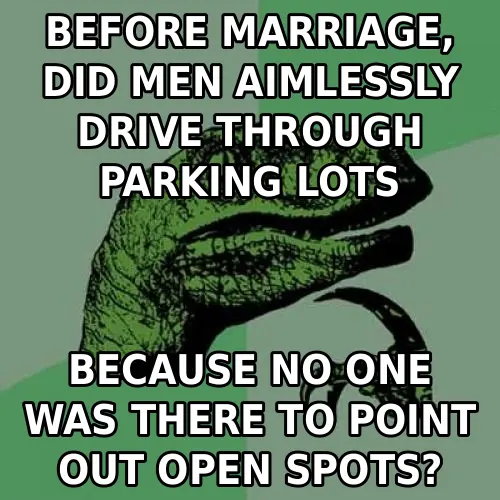 BEFORE MARRIAGE,
DID MEN AIMLESSLY
DRIVE THROUGH
PARKING LOTS
BECAUSE NO ONE
WAS THERE TO POINT
OUT OPEN SPOTS?